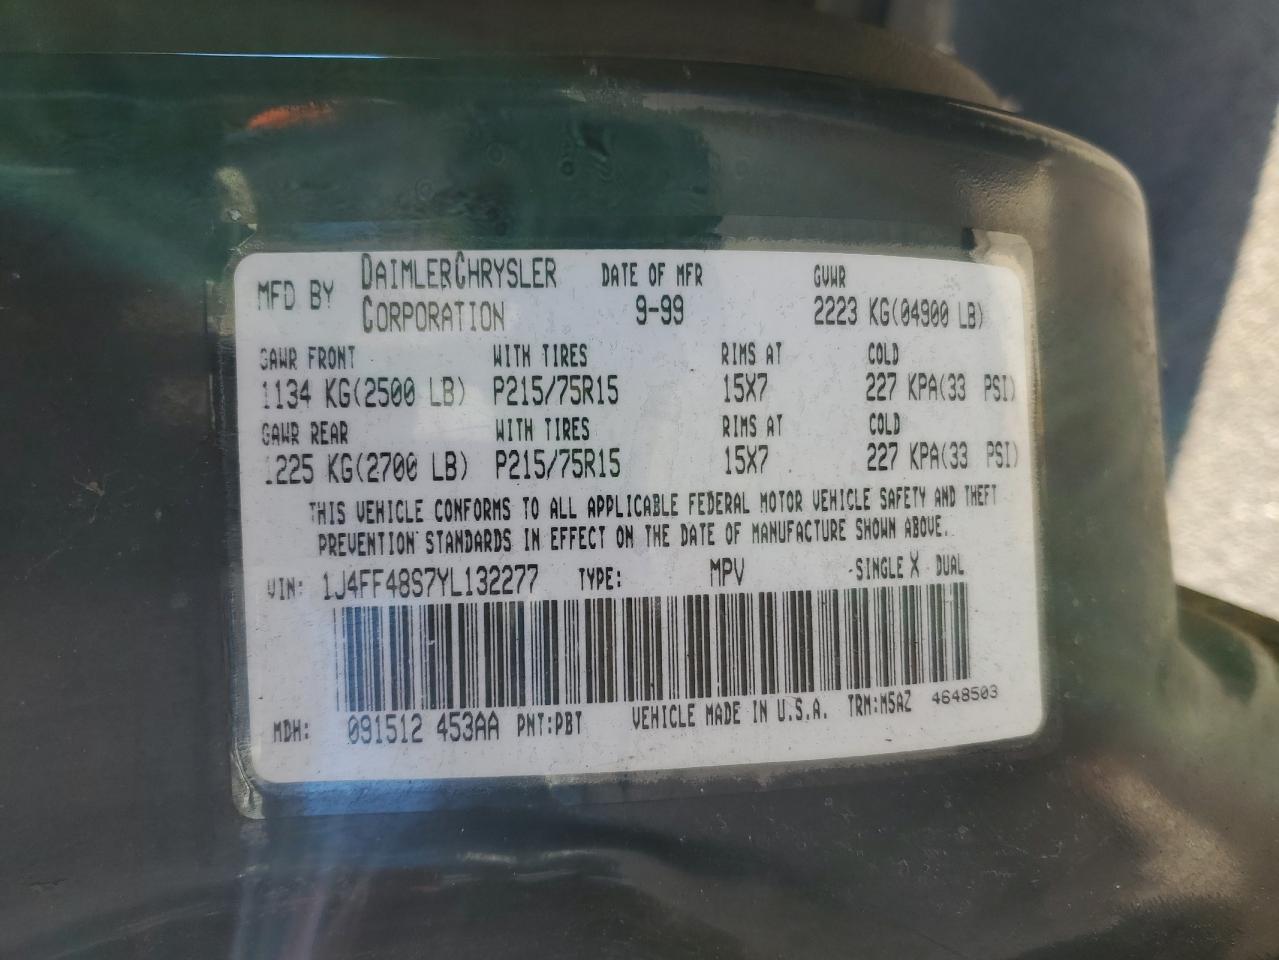 MFD BY DAIMLERCHRYSLER CORPORATION DATE OF MFR 9-99 GVWR 2223 KG(04900 LB)
GAWR FRONT WITH TIRES RIMS AT COLD
1134 KG(2500 LB) P215/75R15 15X7 227 KPA(33 PSI)
GAWR REAR WITH TIRES RIMS AT COLD
1225 KG(2700 LB) P215/75R15 15X7 227 KPA(33 PSI)
THIS VEHICLE CONFORMS TO ALL APPLICABLE FEDERAL MOTOR VEHICLE SAFETY AND THEFT
PREVENTION STANDARDS IN EFFECT ON THE DATE OF MANUFACTURE SHOWN ABOVE.
VIN: 1J4FF48S7YL132277 TYPE: MPV SINGLE X DUAL
MDH: 091512 453AA PNT:PBT VEHICLE MADE IN U.S.A. TRM:M5AZ 4648503